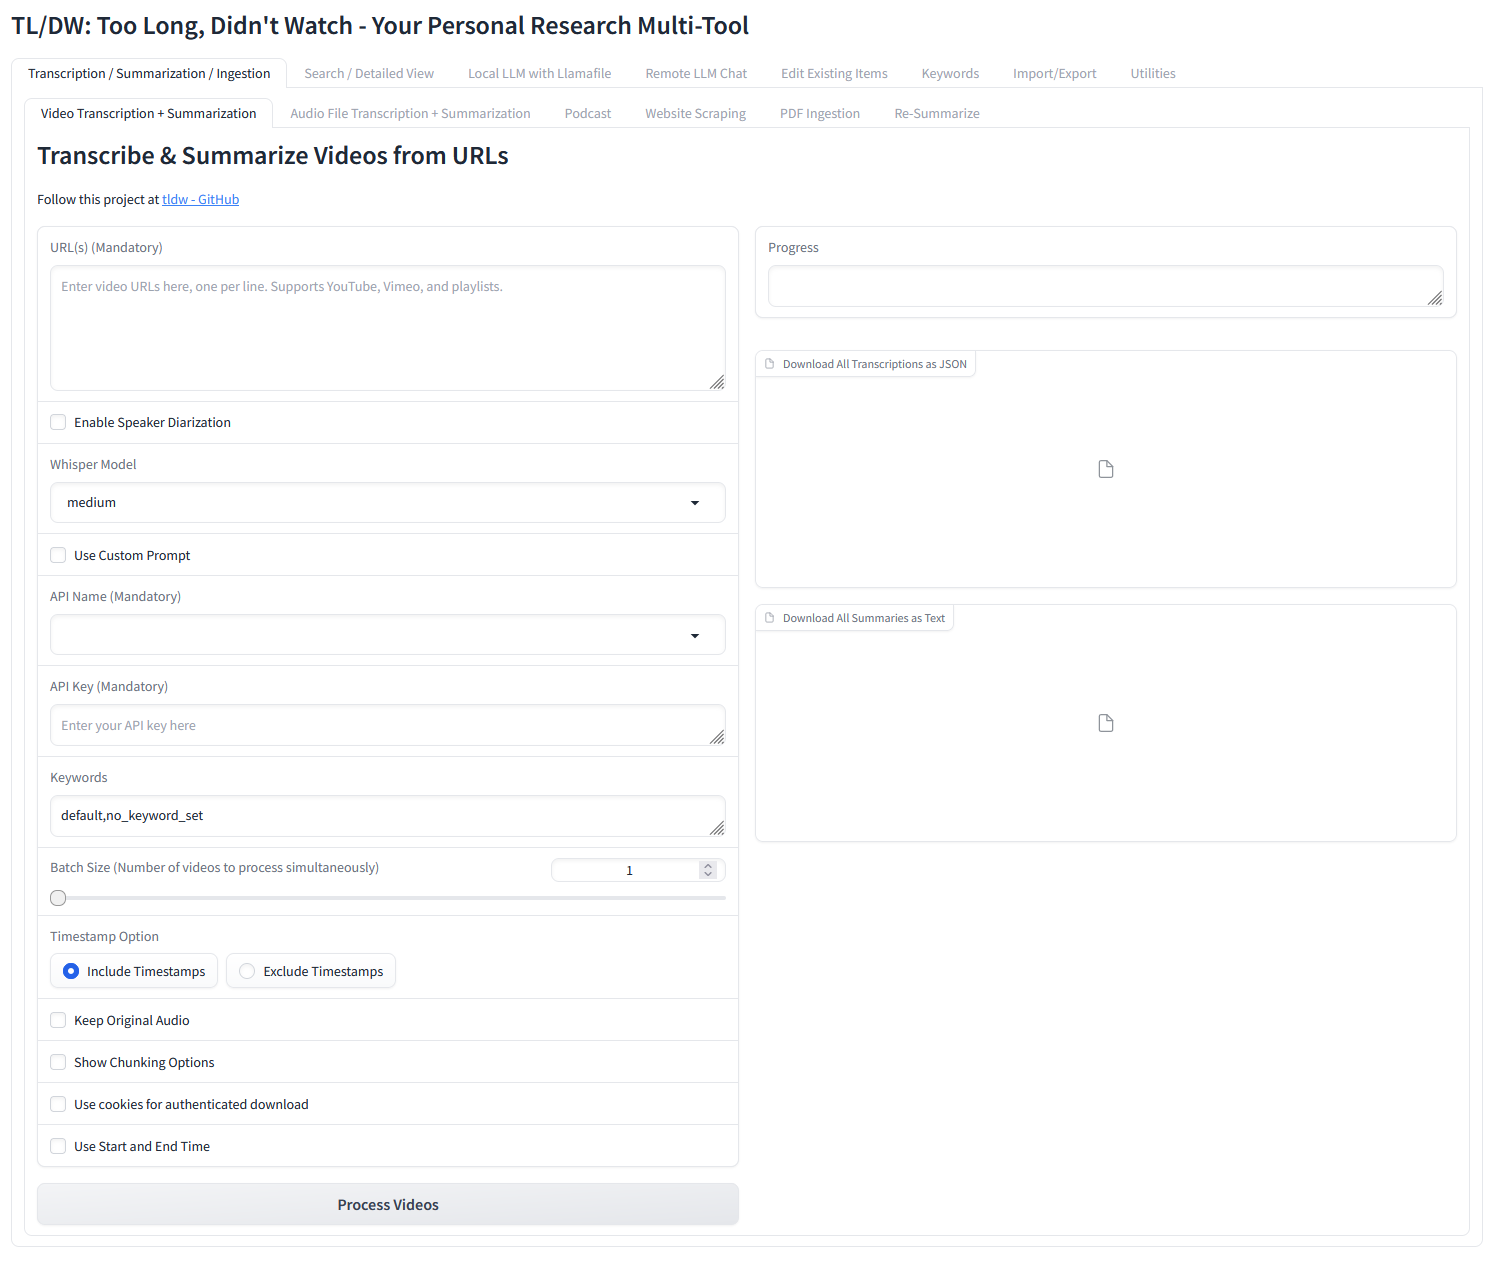 TL/DW: Too Long, Didn't Watch - Your Personal Research Multi-Tool
Transcription / Summarization / Ingestion
Search / Detailed View
Local LLM with Llamafile
Remote LLM Chat
Edit Existing Items
Keywords
Import/Export
Utilities
Video Transcription + Summarization
Audio File Transcription + Summarization
Podcast
Website Scraping
PDF Ingestion
Re-Summarize
Transcribe & Summarize Videos from URLs
Follow this project at tldw - GitHub
URL(s) (Mandatory)
Enter video URLs here, one per line. Supports YouTube, Vimeo, and playlists.
Enable Speaker Diarization
Whisper Model
medium
Use Custom Prompt
API Name (Mandatory)
API Key (Mandatory)
Enter your API key here
Keywords
default,no_keyword_set
Batch Size (Number of videos to process simultaneously)
1
Timestamp Option
Include Timestamps
Exclude Timestamps
Keep Original Audio
Show Chunking Options
Use cookies for authenticated download
Use Start and End Time
Process Videos
Progress
Download All Transcriptions as JSON
Download All Summaries as Text